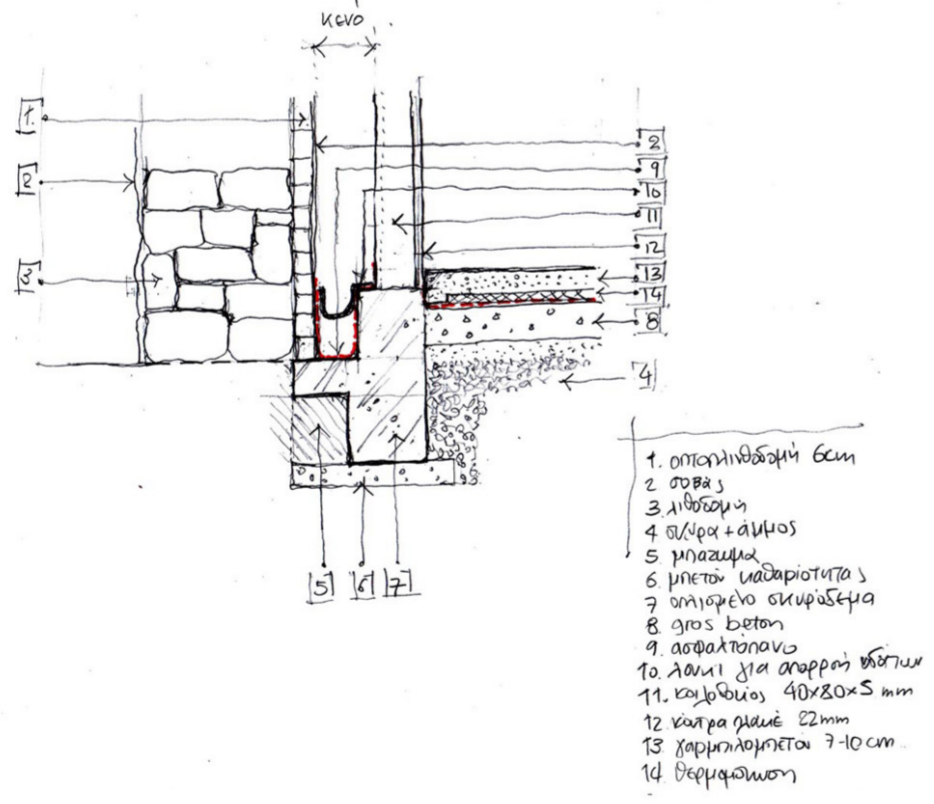 κενό
1.
2
3
2
9
10
11
12
13
14
8
4
5
6
7
1. οπτοπλινθοδομή 6cm
2 σοβάς
3. λιθοδομή
4 σκύρα + άμμος
5. μπάζωμα
6. μπετόν καθαριότητας
7 οπλισμένο σκυρόδεμα
8. gros beton
9. ασφαλτόπανο
10. λούκι για απορροή υδάτων
11. κοιλοδοκός 40x80x5 mm
12. κόντρα πλακέ 22mm
13. γαρμπιλομπετόν 7-10 cm.
14. θερμομόνωση